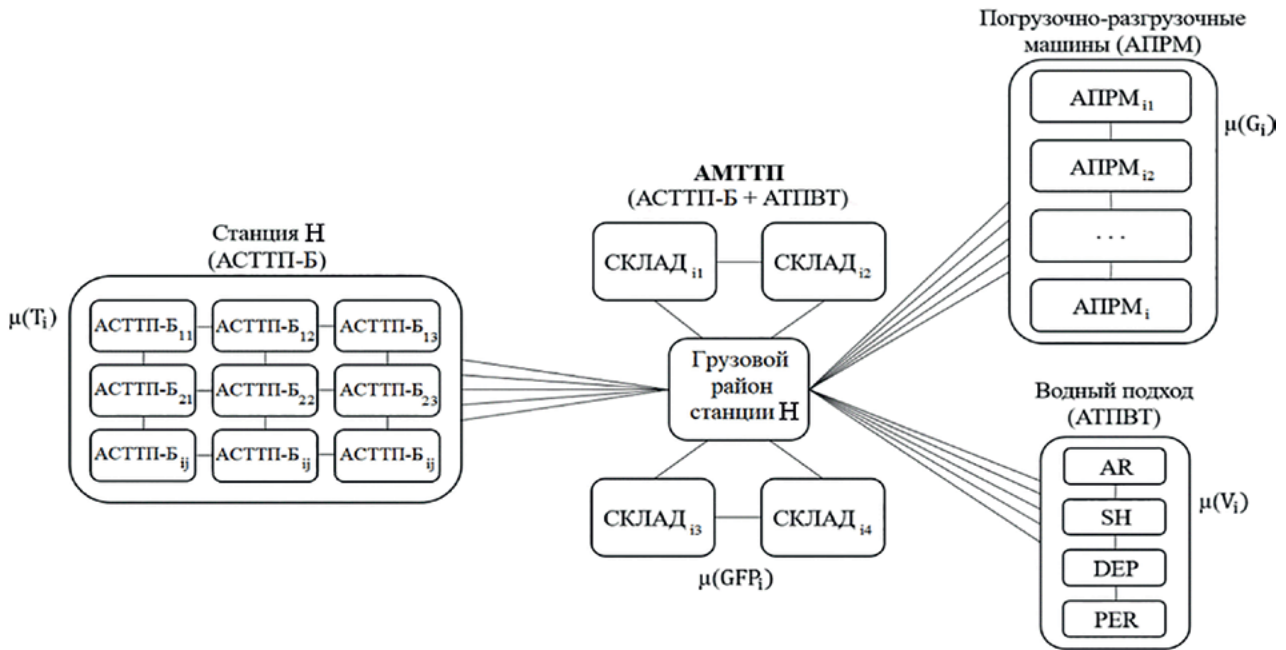 Станция Н
(АСТТП-Б)
μ(Tᵢ)
АСТТП-Б₁₁
АСТТП-Б₁₂
АСТТП-Б₁₃
АСТТП-Б₂₁
АСТТП-Б₂₂
АСТТП-Б₂₃
АСТТП-Бᵢⱼ
АСТТП-Бᵢⱼ
АСТТП-Бᵢⱼ
АМТТП
(АСТТП-Б + АТПВТ)
СКЛАД ᵢ₁
СКЛАД ᵢ₂
Грузовой
район
станции Н
СКЛАД ᵢ₃
СКЛАД ᵢ₄
μ(GFPᵢ)
Погрузочно-разгрузочные
машины (АПРМ)
АПРМ ᵢ₁
μ(Gᵢ)
АПРМ ᵢ₂
. . .
АПРМ ᵢ
Водный подход
(АТПВТ)
AR
SH
μ(Vᵢ)
DEP
PER